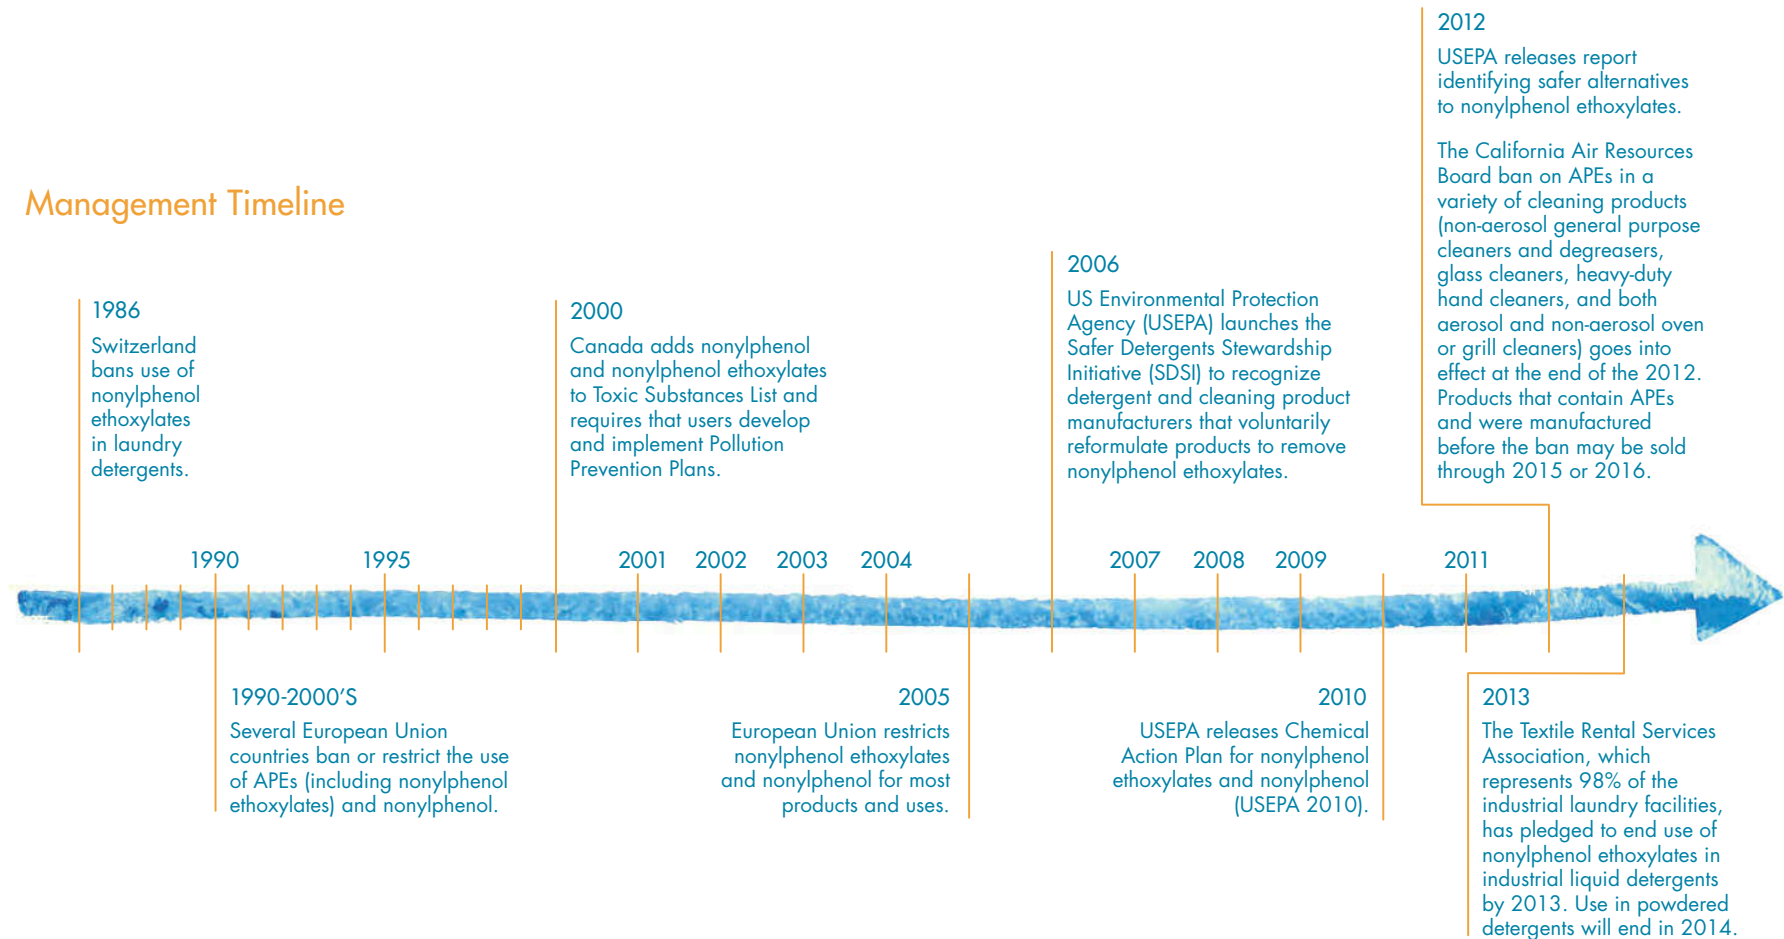 Management Timeline
1986
Switzerland
bans use of
nonylphenol
ethoxylates
in laundry
detergents.
2000
Canada adds nonylphenol
and nonylphenol ethoxylates
to Toxic Substances List and
requires that users develop
and implement Pollution
Prevention Plans.
2006
US Environmental Protection
Agency (USEPA) launches the
Safer Detergents Stewardship
Initiative (SDSI) to recognize
detergent and cleaning product
manufacturers that voluntarily
reformulate products to remove
nonylphenol ethoxylates.
2012
USEPA releases report
identifying safer alternatives
to nonylphenol ethoxylates.
The California Air Resources
Board ban on APEs in a
variety of cleaning products
(non-aerosol general purpose
cleaners and degreasers,
glass cleaners, heavy-duty
hand cleaners, and both
aerosol and non-aerosol oven
or grill cleaners) goes into
effect at the end of the 2012.
Products that contain APEs
and were manufactured
before the ban may be sold
through 2015 or 2016.
1990
1995
2001
2002
2003
2004
2007
2008
2009
2011
1990-2000'S
Several European Union
countries ban or restrict the use
of APEs (including nonylphenol
ethoxylates) and nonylphenol.
2005
European Union restricts
nonylphenol ethoxylates
and nonylphenol for most
products and uses.
2010
USEPA releases Chemical
Action Plan for nonylphenol
ethoxylates and nonylphenol
(USEPA 2010).
2013
The Textile Rental Services
Association, which
represents 98% of the
industrial laundry facilities,
has pledged to end use of
nonylphenol ethoxylates in
industrial liquid detergents
by 2013. Use in powdered
detergents will end in 2014.